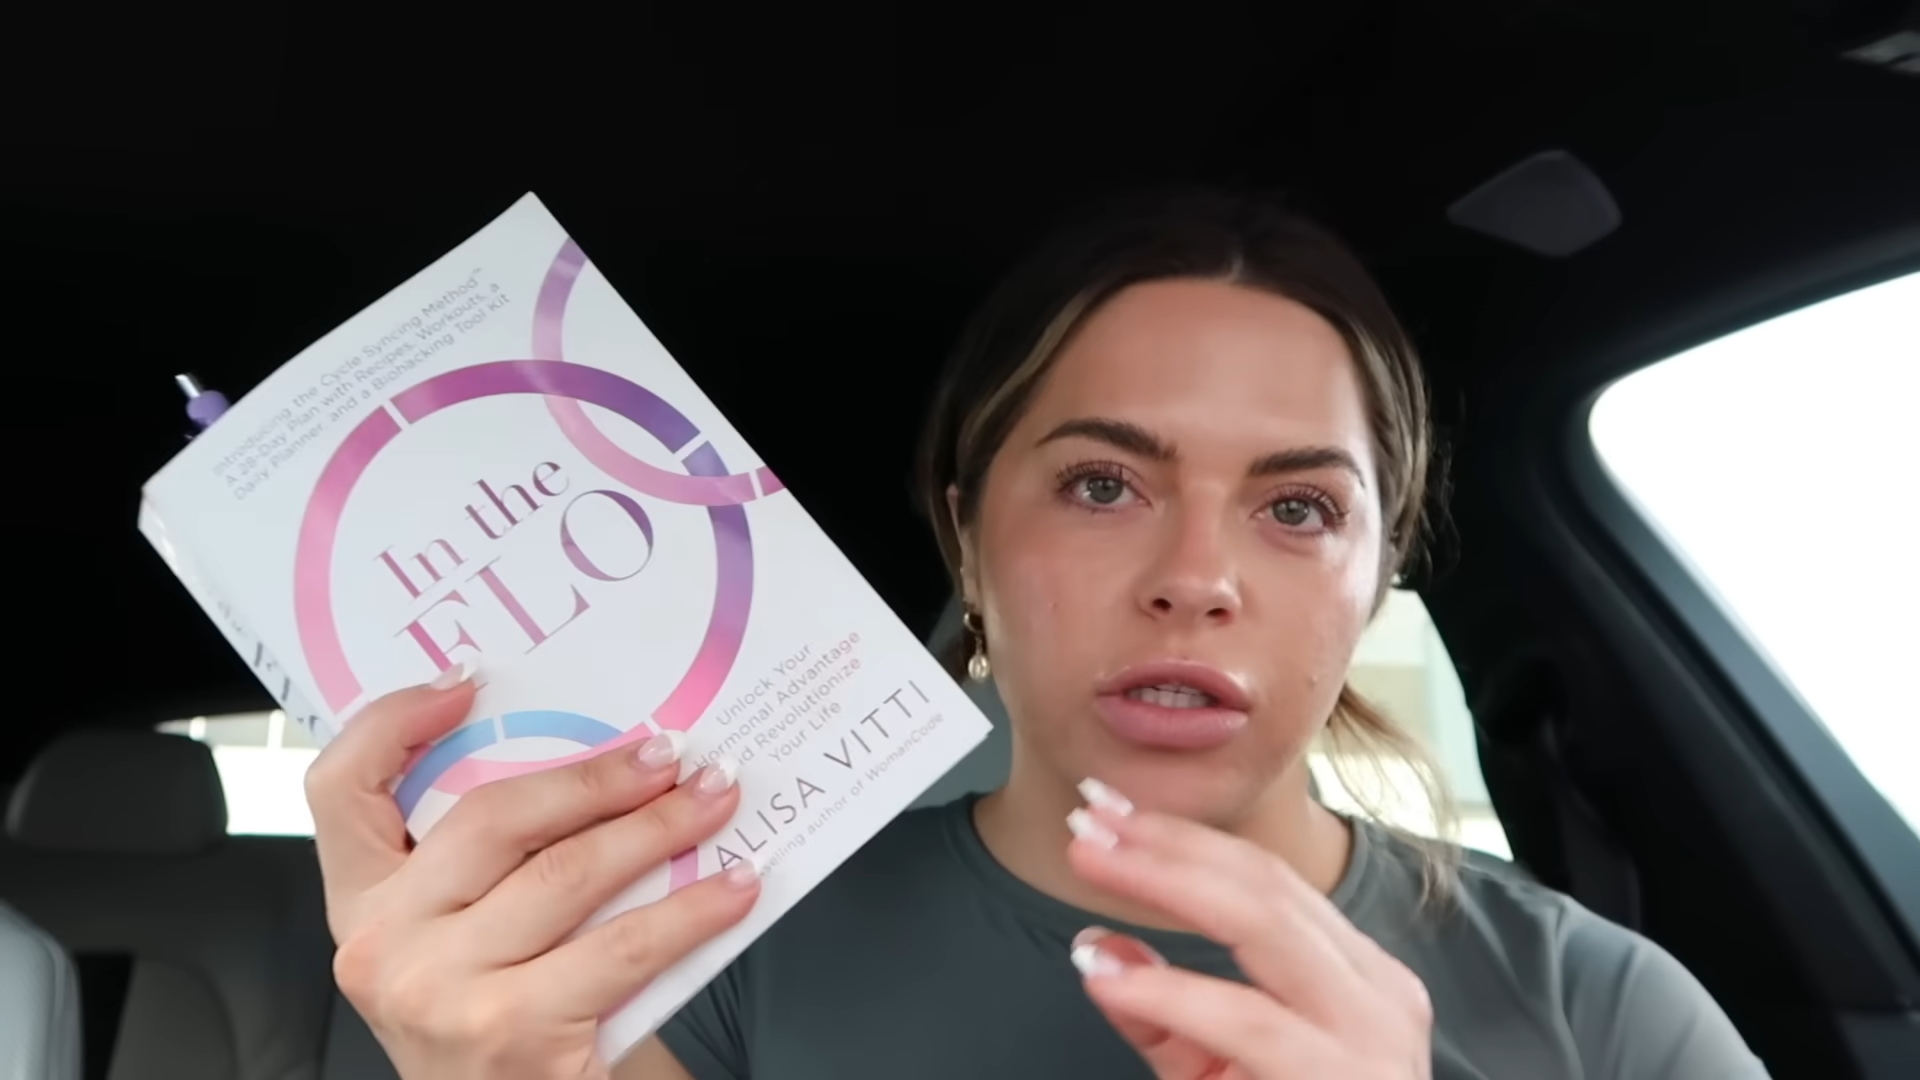 Introducing the Cycle Syncing Method™
A 28-Day Plan with Recipes, Workouts, a
Daily Planner, and a Biohacking Tool Kit
In the
FLO
Unlock Your
Hormonal Advantage
and Revolutionize
Your Life
ALISA VITTI
author of WomanCode